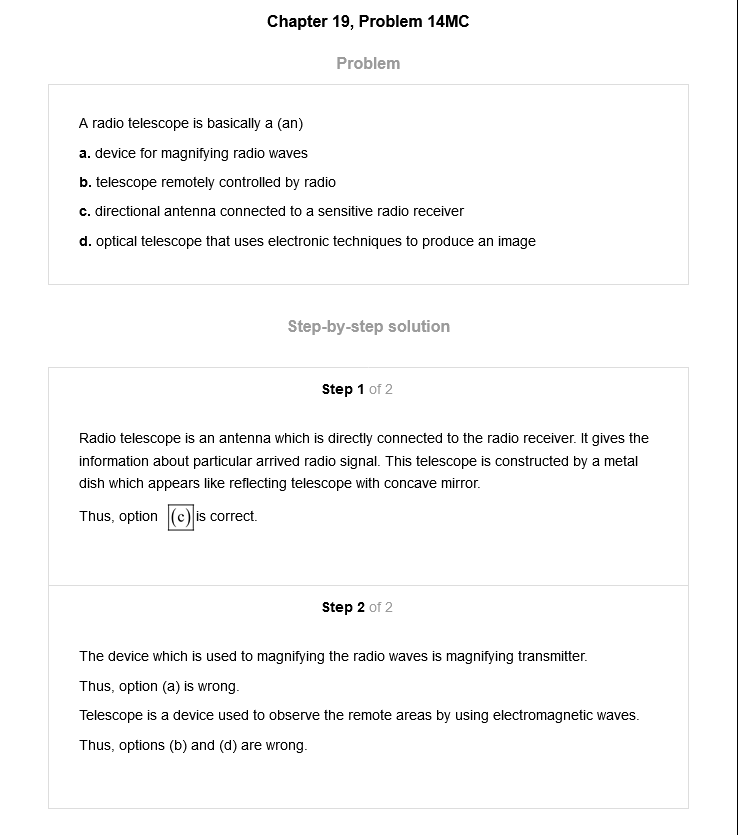 Chapter 19, Problem 14MC
Problem
A radio telescope is basically a (an)
a. device for magnifying radio waves
b. telescope remotely controlled by radio
c. directional antenna connected to a sensitive radio receiver
d. optical telescope that uses electronic techniques to produce an image
Step-by-step solution
Step 1 of 2
Radio telescope is an antenna which is directly connected to the radio receiver. It gives the
information about particular arrived radio signal. This telescope is constructed by a metal
dish which appears like reflecting telescope with concave mirror.
Thus, option (c) is correct.
Step 2 of 2
The device which is used to magnifying the radio waves is magnifying transmitter.
Thus, option (a) is wrong.
Telescope is a device used to observe the remote areas by using electromagnetic waves.
Thus, options (b) and (d) are wrong.